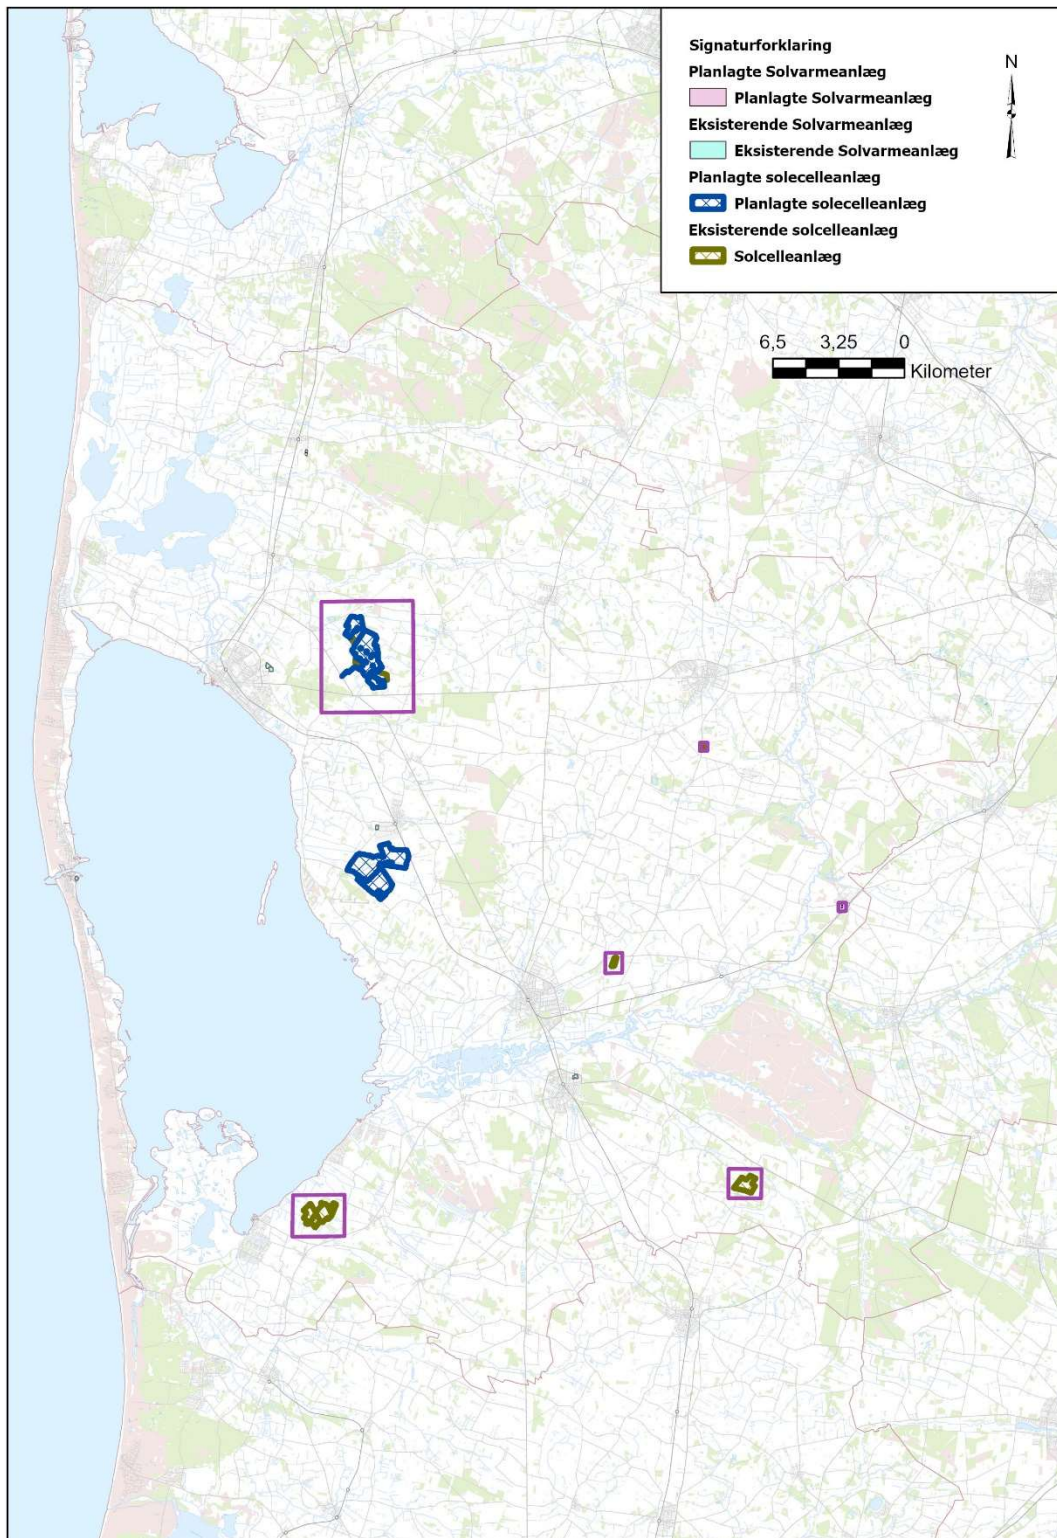 Signaturforklaring
Planlagte Solvarmeanlæg
Planlagte Solvarmeanlæg
Eksisterende Solvarmeanlæg
Eksisterende Solvarmeanlæg
Planlagte solecelleanlæg
Planlagte solecelleanlæg
Eksisterende solcelleanlæg
Solcelleanlæg
N
6,5 3,25 0
Kilometer